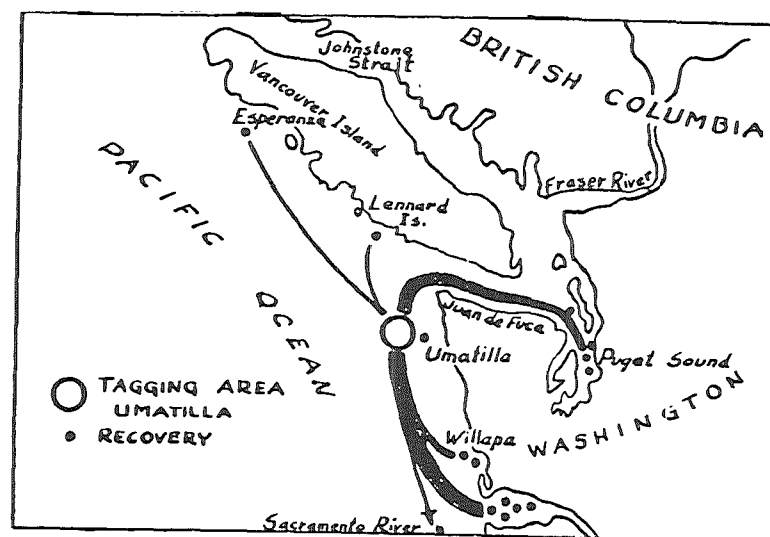 BRITISH COLUMBIA
Johnstone
Strait
Vancouver Island
Esperanza
PACIFIC OCEAN
Fraser River
Lennard
Is.
Juan de Fuca
Umatilla
Puget Sound
TAGGING AREA
UMATILLA
RECOVERY
WASHINGTON
Willapa
Sacramento River